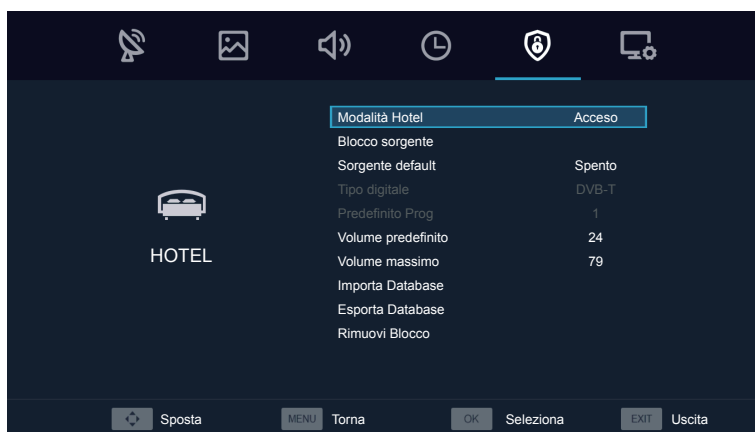 Modalità Hotel Acceso
Blocco sorgente
Sorgente default Spento
Tipo digitale DVB-T
Predefinito Prog 1
Volume predefinito 24
HOTEL
Volume massimo 79
Importa Database
Esporta Database
Rimuovi Blocco
Sposta MENU Torna OK Seleziona EXIT Uscita